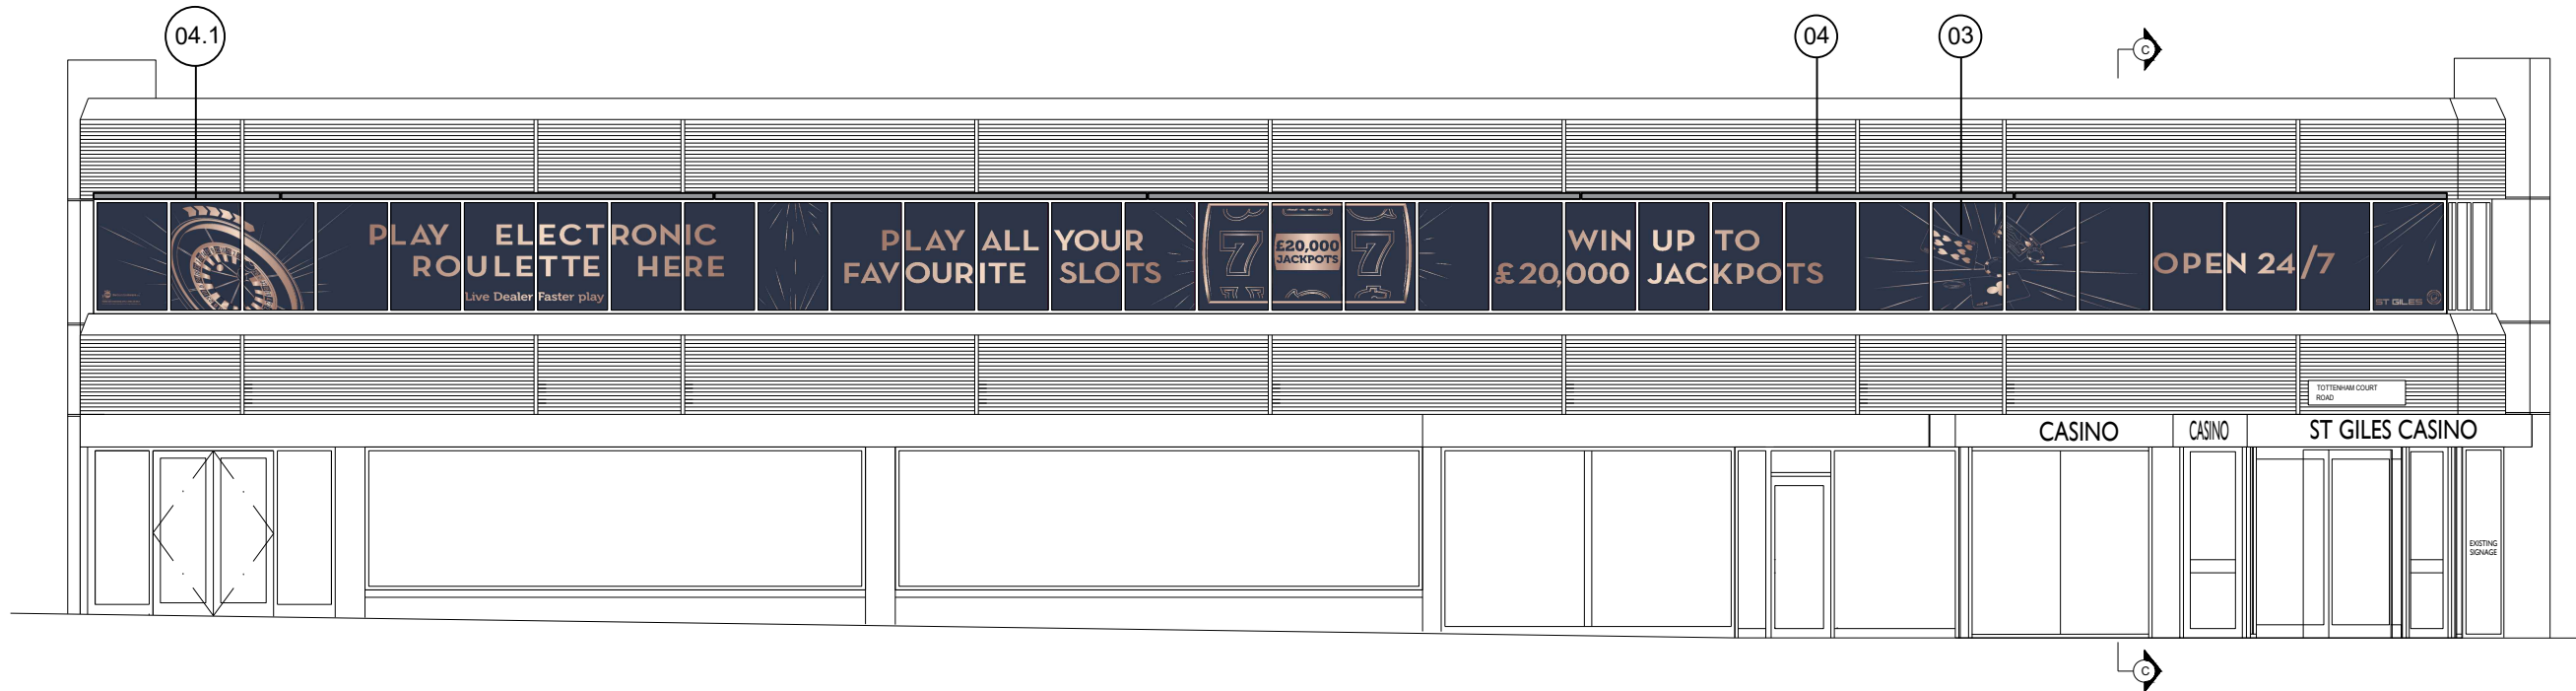 04.1
04
03
C
PLAY ELECTRONIC
ROULETTE HERE
Live Dealer Faster play
PLAY ALL YOUR
FAVOURITE SLOTS
7
£20,000
JACKPOTS
7
WIN UP TO
£20,000 JACKPOTS
OPEN 24/7
ST GILES
TOTTENHAM COURT
ROAD
CASINO
CASINO
ST GILES CASINO
EXISTING
SIGNAGE
C